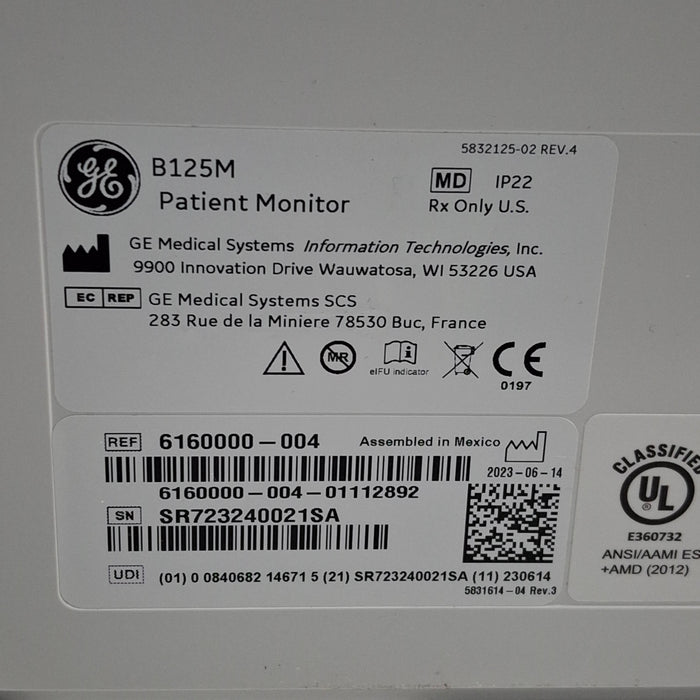 GE
B125M
Patient Monitor
5832125-02 REV.4
MD IP22
Rx Only U.S.
GE Medical Systems Information Technologies, Inc.
9900 Innovation Drive Wauwatosa, WI 53226 USA
EC REP GE Medical Systems SCS
283 Rue de la Miniere 78530 Buc, France
MR
eIFU indicator
CE
0197
REF 6160000-004
Assembled in Mexico
2023-06-14
6160000-004-01112892
SN SR723240021SA
UDI (01) 0 0840682 14671 5 (21) SR723240021SA (11) 230614
5831614-04 Rev.3
CLASSIFIE
UL
E360732
ANSI/AAMI ES
+AMD (2012)